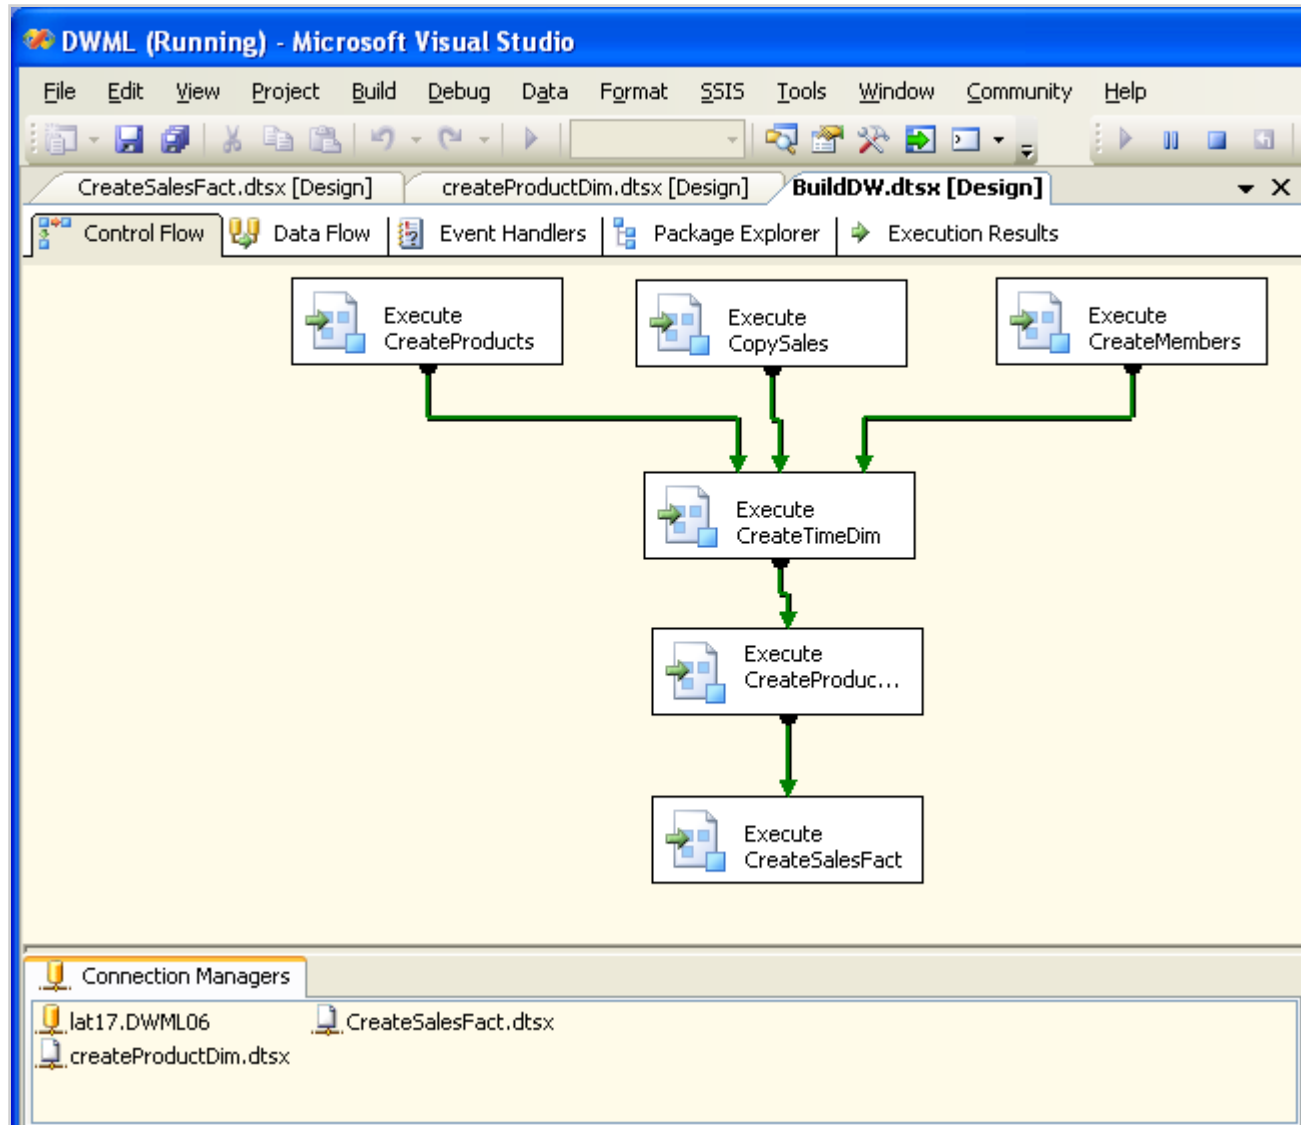 DWML (Running) - Microsoft Visual Studio
File Edit View Project Build Debug Data Format SSIS Tools Window Community Help
CreateSalesFact.dtsx [Design] createProductDim.dtsx [Design] BuildDW.dtsx [Design]
Control Flow Data Flow Event Handlers Package Explorer Execution Results
Execute
CreateProducts
Execute
CopySales
Execute
CreateMembers
Execute
CreateTimeDim
Execute
CreateProduc...
Execute
CreateSalesFact
Connection Managers
lat17.DWML06 CreateSalesFact.dtsx
createProductDim.dtsx